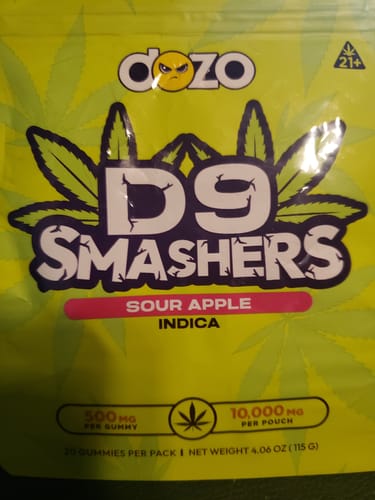 dozo
21+
D9
SMASHERS
SOUR APPLE
INDICA
500 MG
PER GUMMY
10,000 MG
PER POUCH
20 GUMMIES PER PACK | NET WEIGHT 4.06 OZ (115 G)